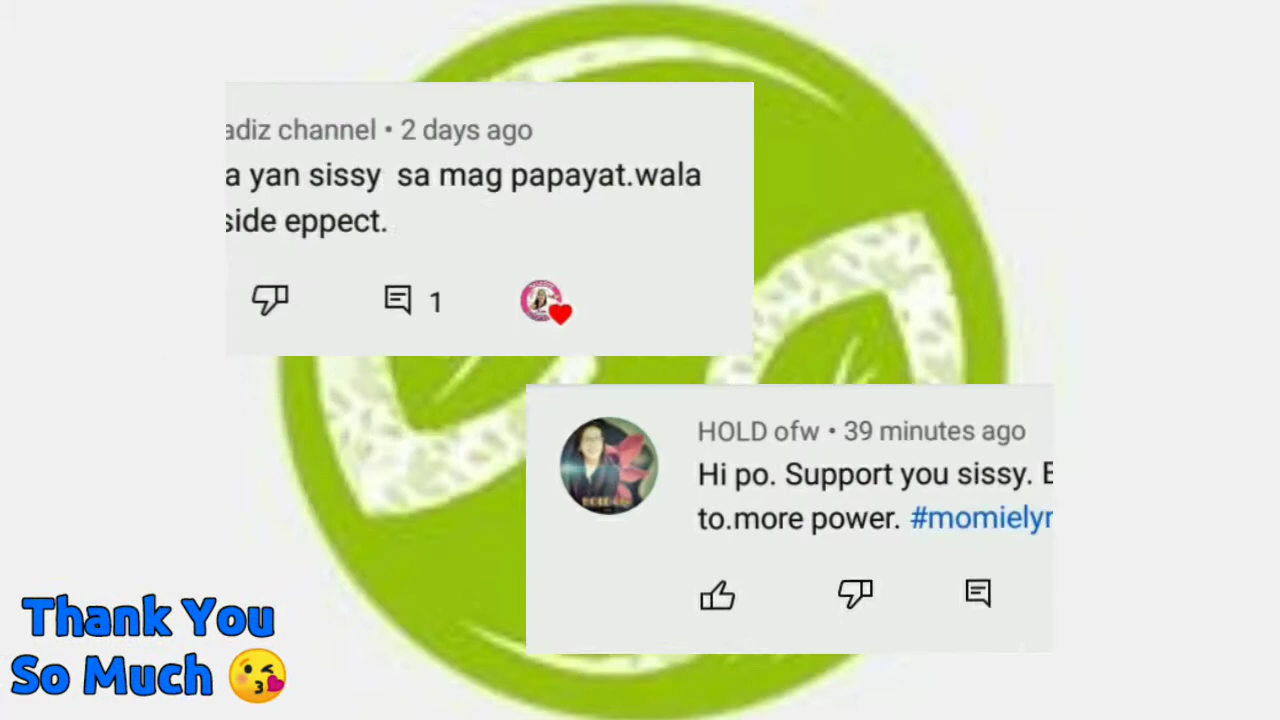 adiz channel • 2 days ago
a yan sissy sa mag papayat.wala
side eppect.
1
HOLD ofw • 39 minutes ago
Hi po. Support you sissy.
to.more power. #momielyn
Thank You
So Much 😘